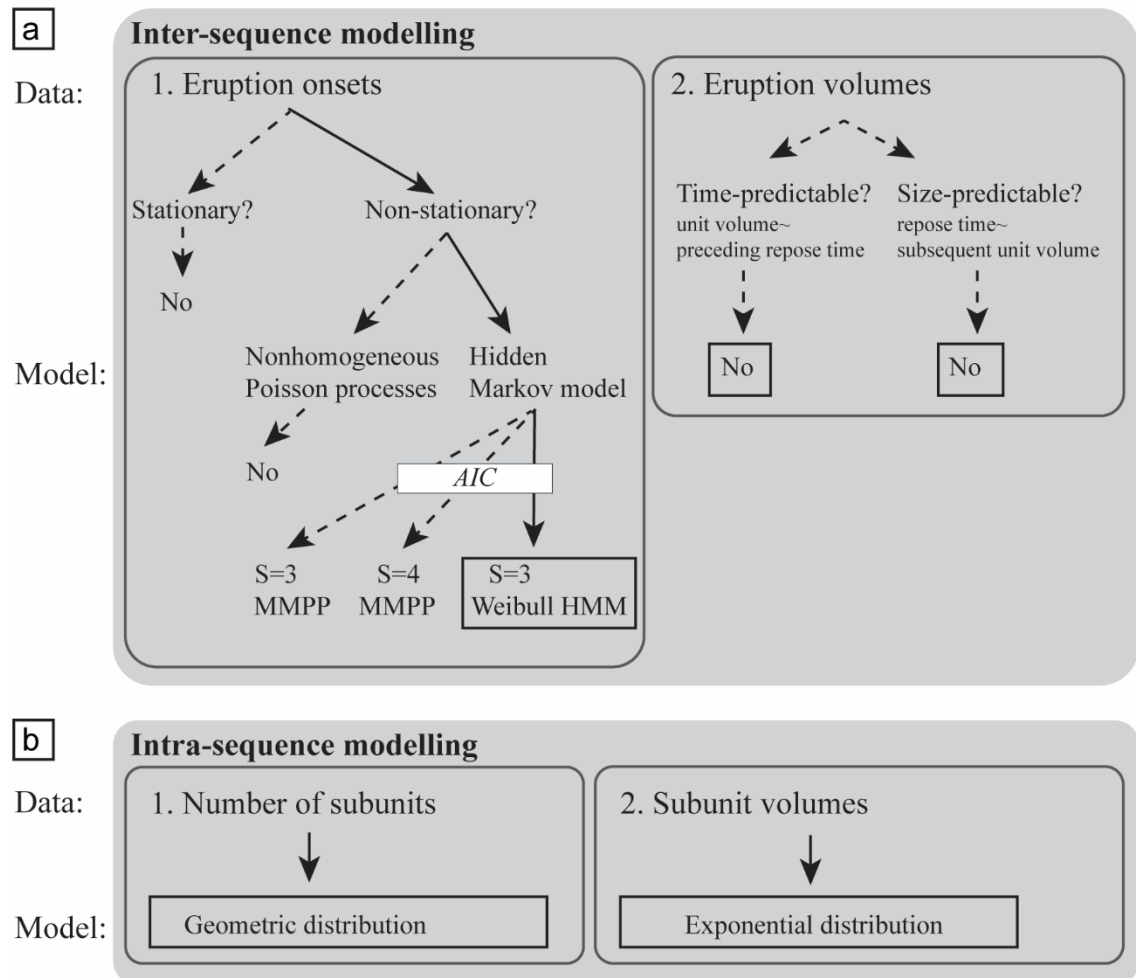 a
Inter-sequence modelling
Data:
1. Eruption onsets
Stationary?
Non-stationary?
No
Model:
Nonhomogeneous
Poisson processes
Hidden
Markov model
No
AIC
S=3
MMPP
S=4
MMPP
S=3
Weibull HMM
2. Eruption volumes
Time-predictable?
unit volume~
preceding repose time
Size-predictable?
repose time~
subsequent unit volume
No
No
b
Intra-sequence modelling
Data:
1. Number of subunits
2. Subunit volumes
Model:
Geometric distribution
Exponential distribution